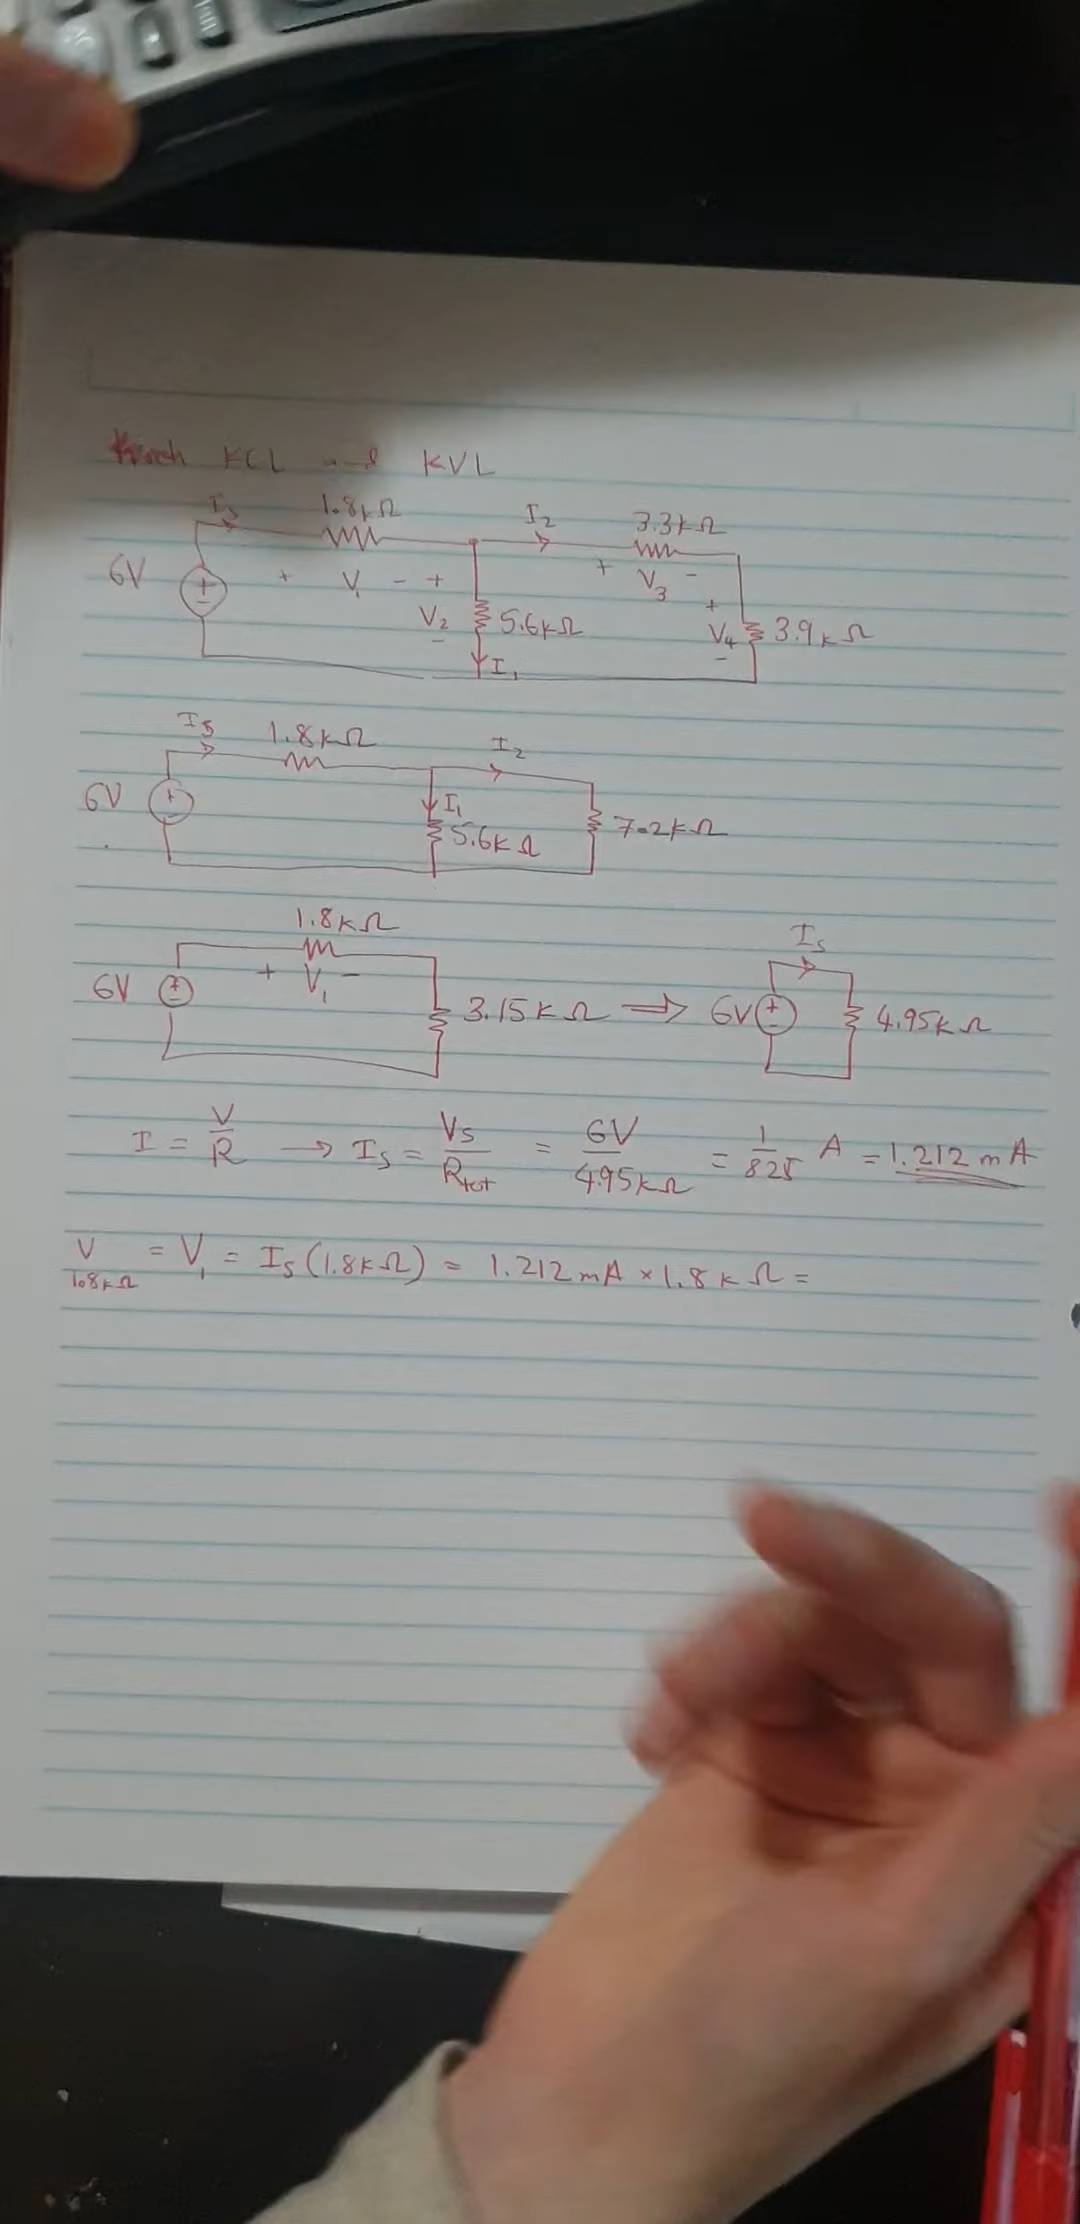 KCL and KVL
Is 1.8kΩ I2 3.3kΩ
6V + V1 - + + V3 - +
V2 5.6kΩ V4 3.9kΩ
- I1 -
Is 1.8kΩ I2
6V + I1 5.6kΩ 7.2kΩ
1.8kΩ Is
6V + V1 - 3.15kΩ ⇒ 6V + - 4.95kΩ
I = V/R → Is = Vs/Rtot = 6V/4.95kΩ = 1/825 A = 1.212 mA
V1.8kΩ = V1 = Is (1.8kΩ) = 1.212 mA × 1.8 kΩ =